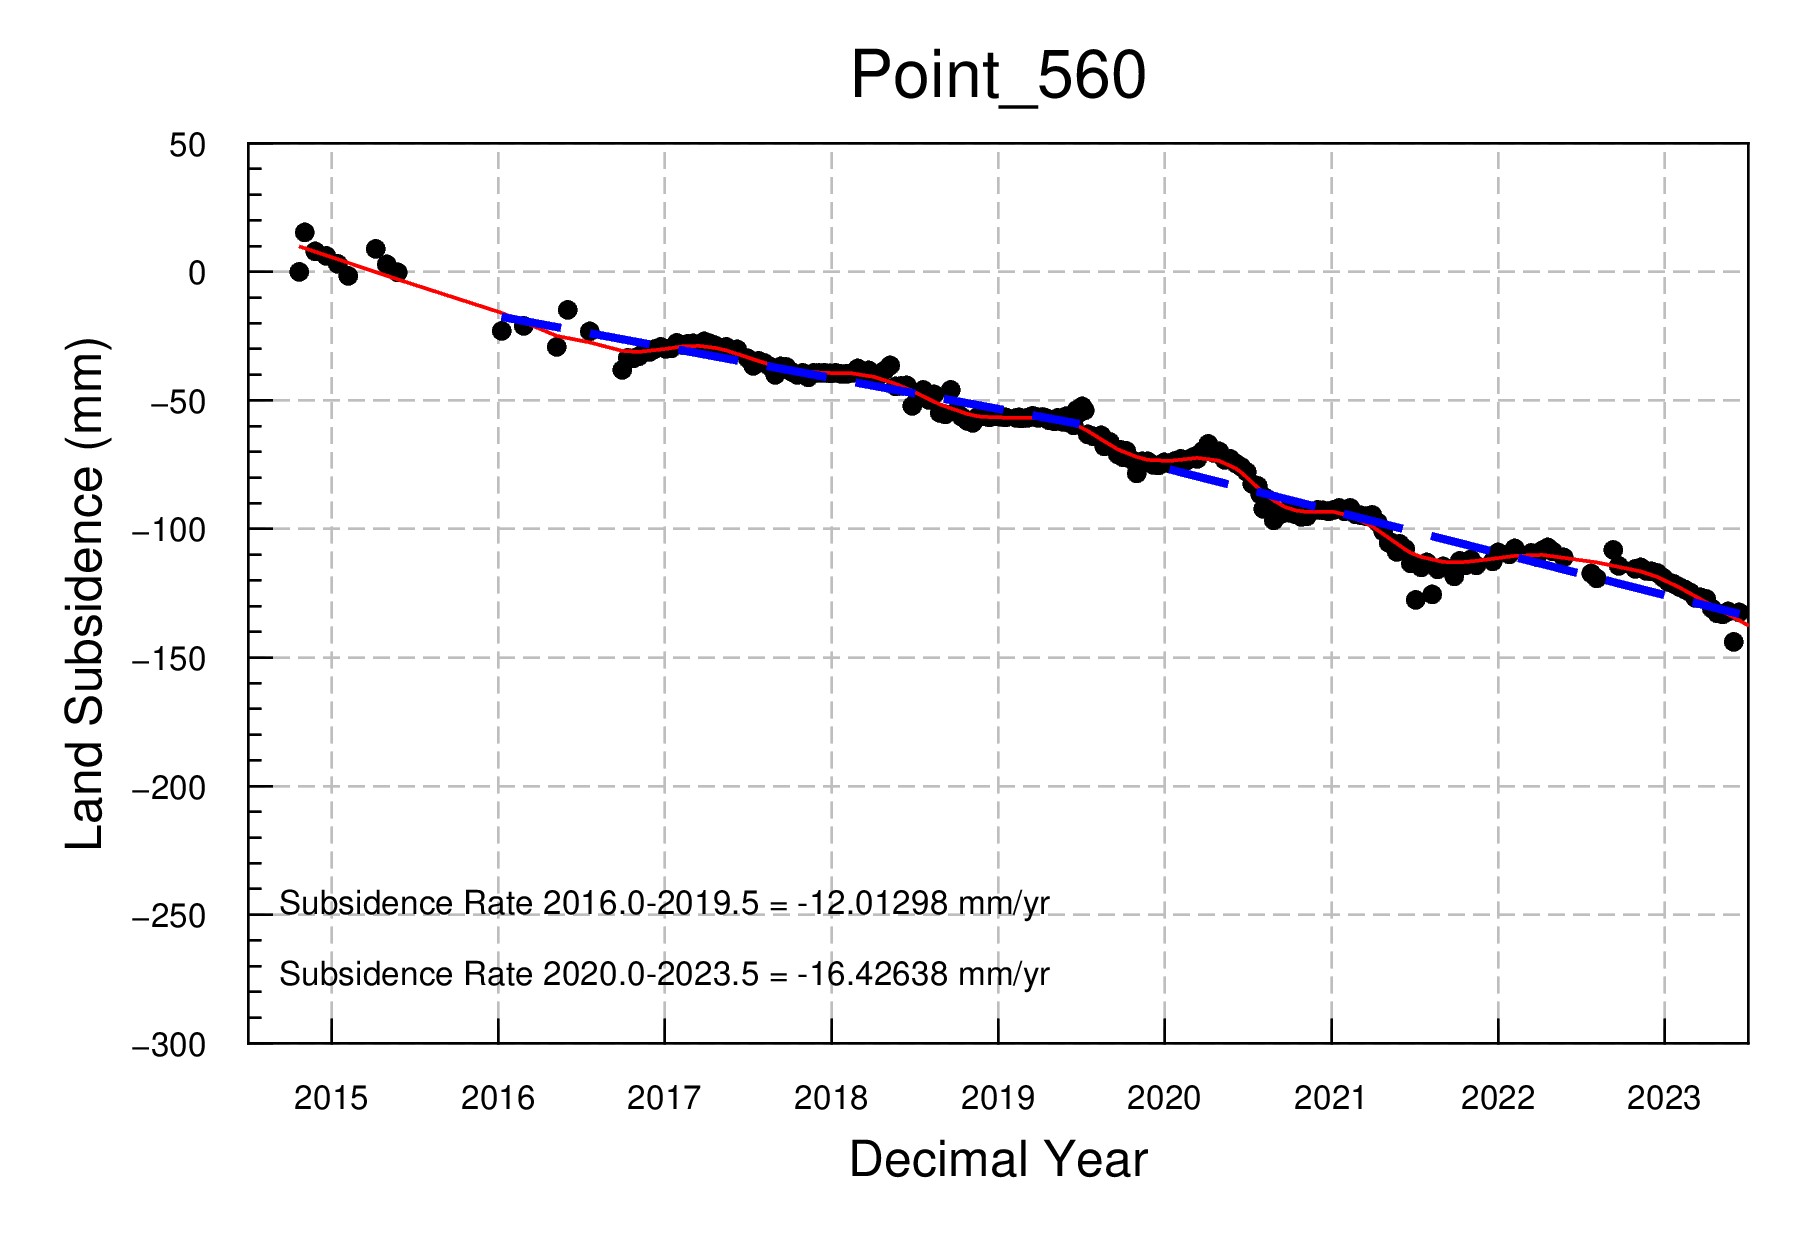 Point_560
50
0
−50
−100
−150
−200
−250
−300
Land Subsidence (mm)
Subsidence Rate 2016.0-2019.5 = -12.01298 mm/yr
Subsidence Rate 2020.0-2023.5 = -16.42638 mm/yr
2015 2016 2017 2018 2019 2020 2021 2022 2023
Decimal Year